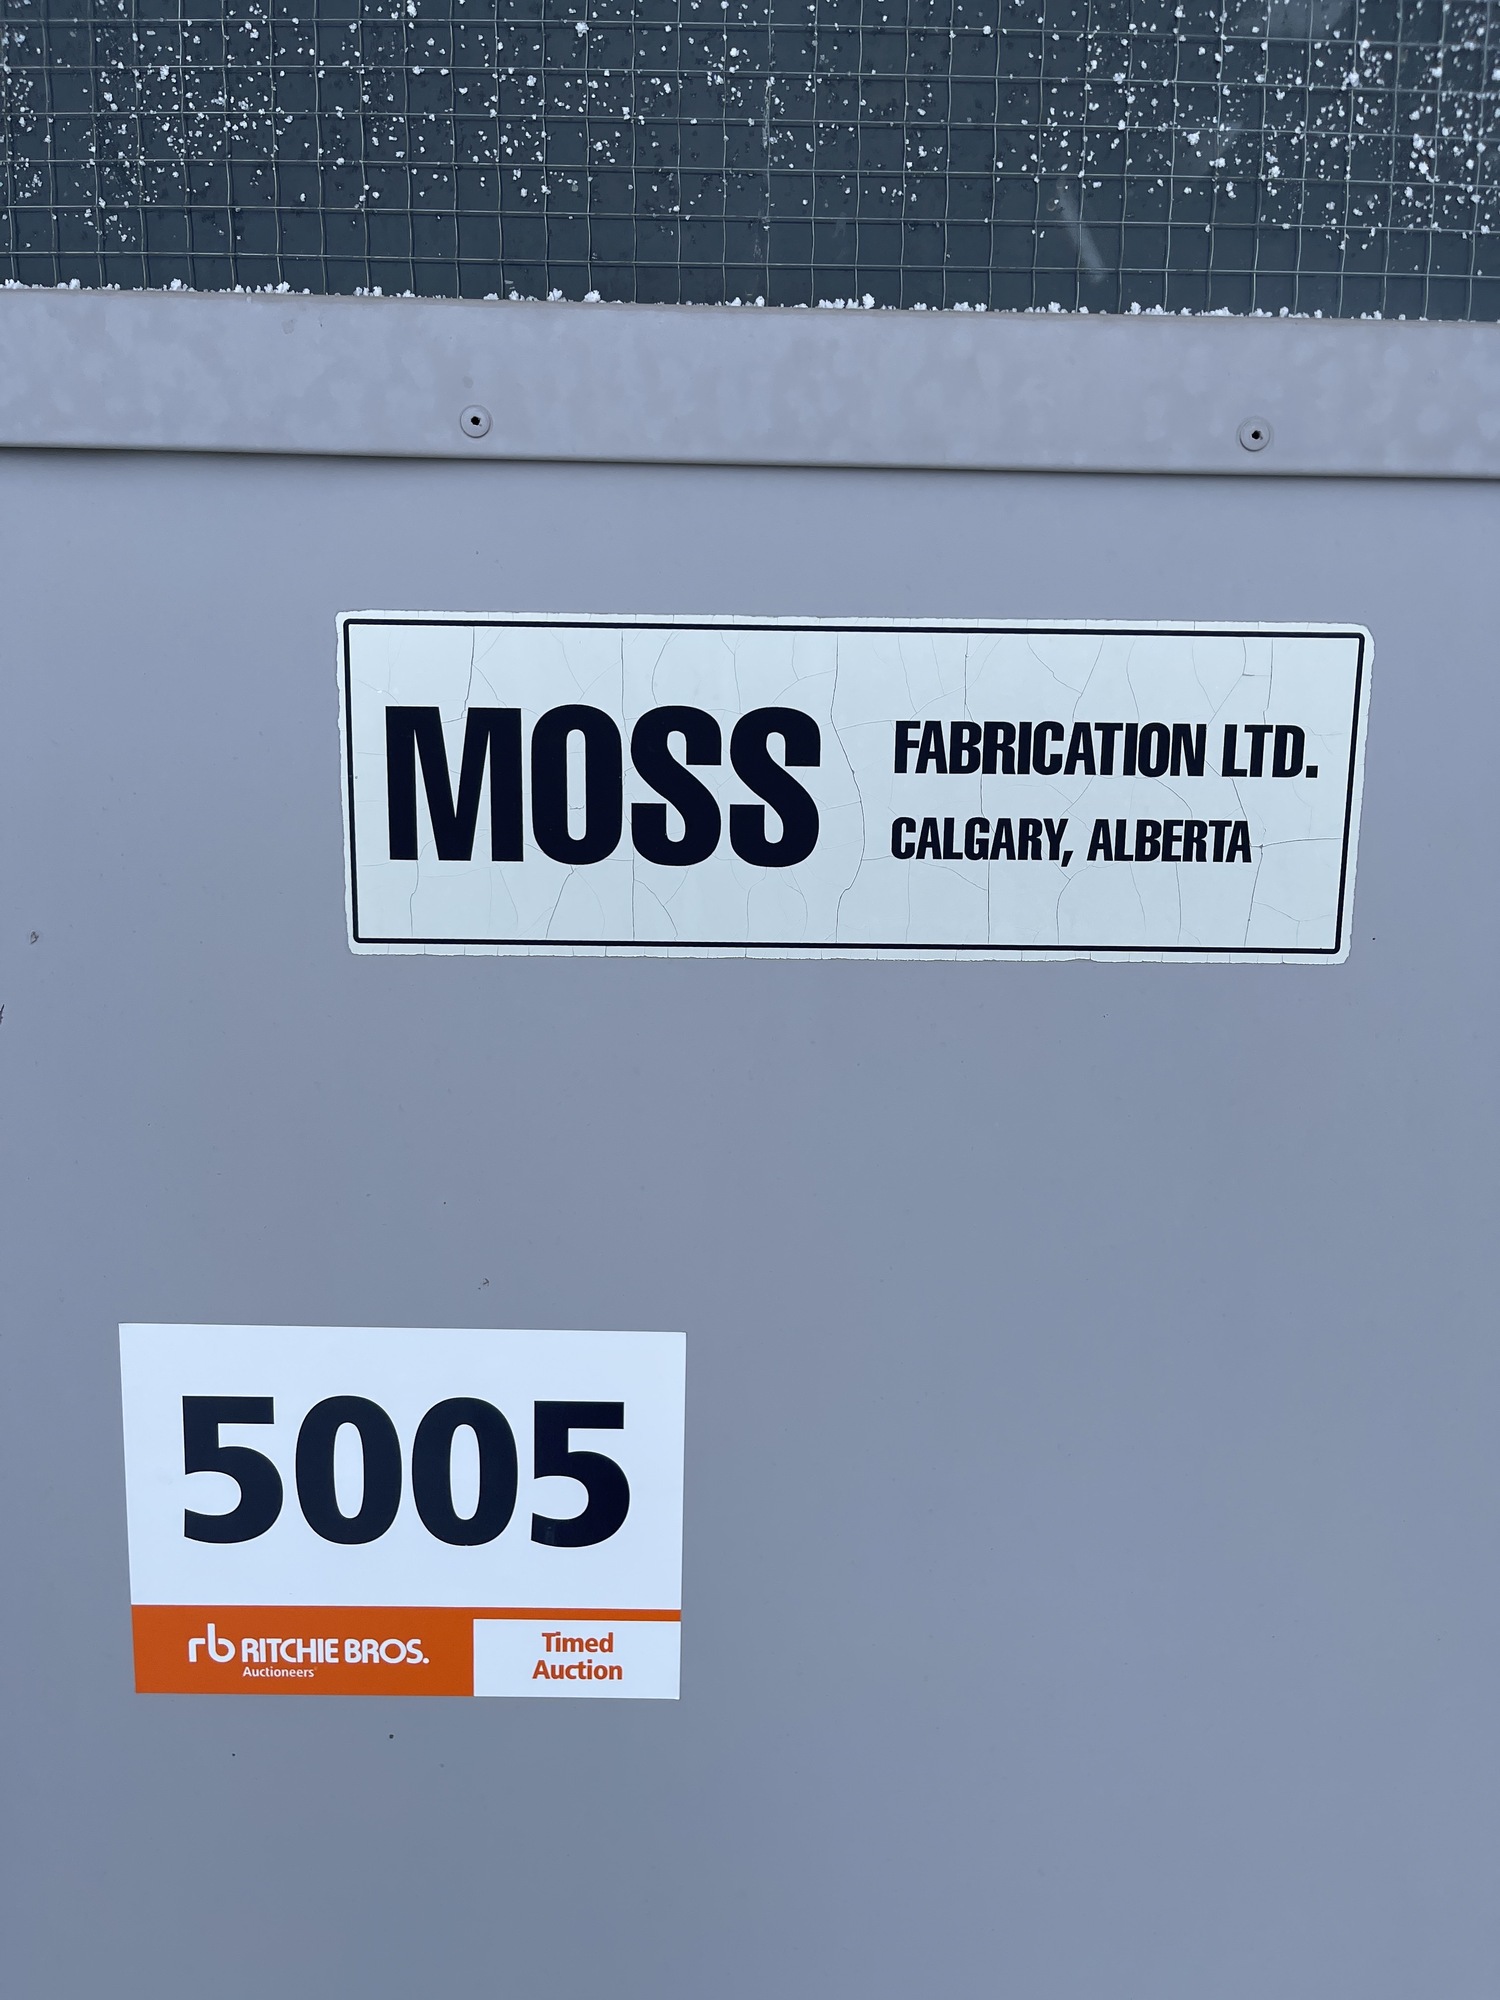 MOSS
FABRICATION LTD.
CALGARY, ALBERTA
5005
rb RITCHIE BROS.
Auctioneers
Timed
Auction